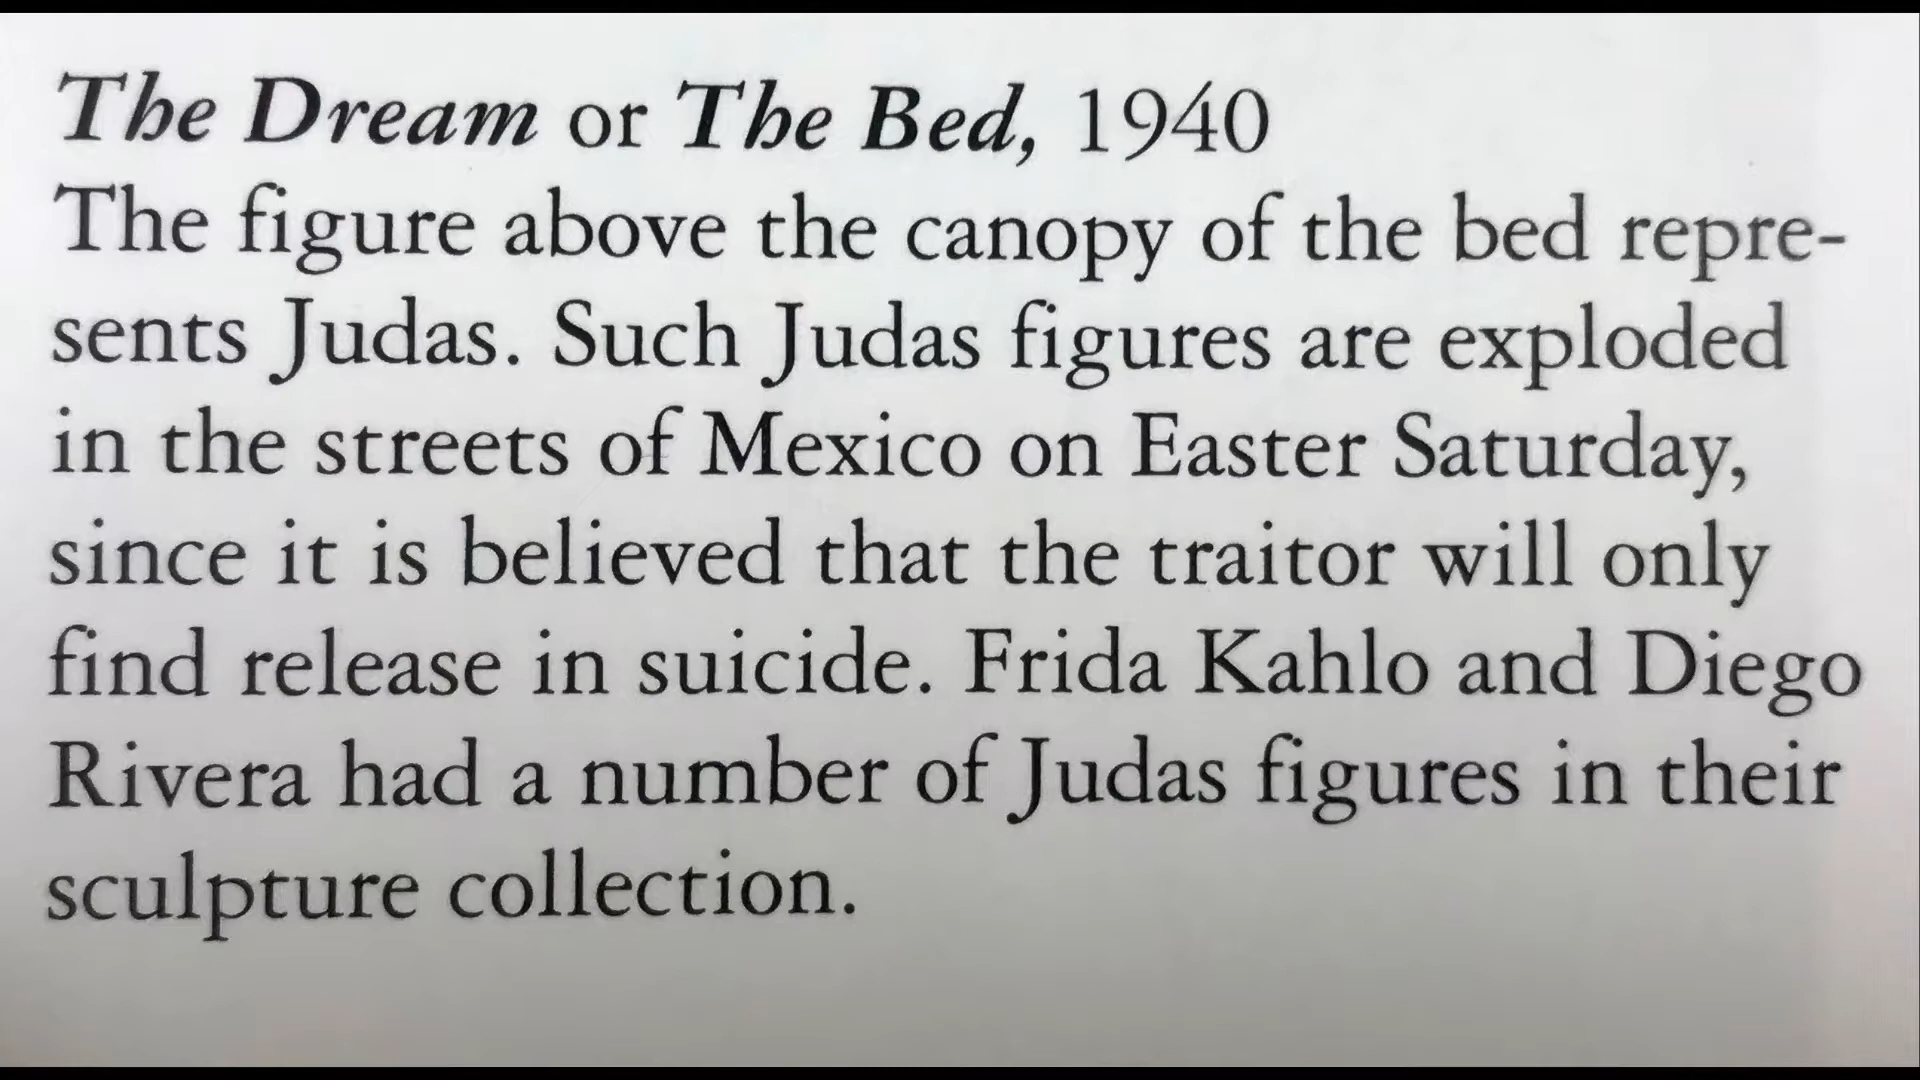 The Dream or The Bed, 1940
The figure above the canopy of the bed repre-
sents Judas. Such Judas figures are exploded
in the streets of Mexico on Easter Saturday,
since it is believed that the traitor will only
find release in suicide. Frida Kahlo and Diego
Rivera had a number of Judas figures in their
sculpture collection.